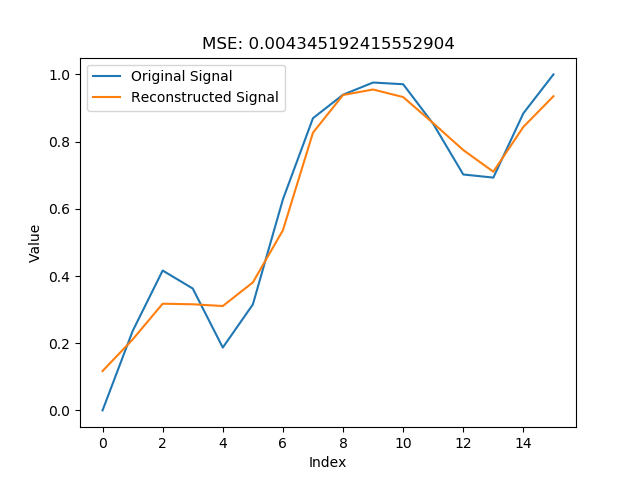 MSE: 0.004345192415552904
Original Signal
Reconstructed Signal
1.0
0.8
0.6
0.4
0.2
0.0
Value
0 2 4 6 8 10 12 14
Index